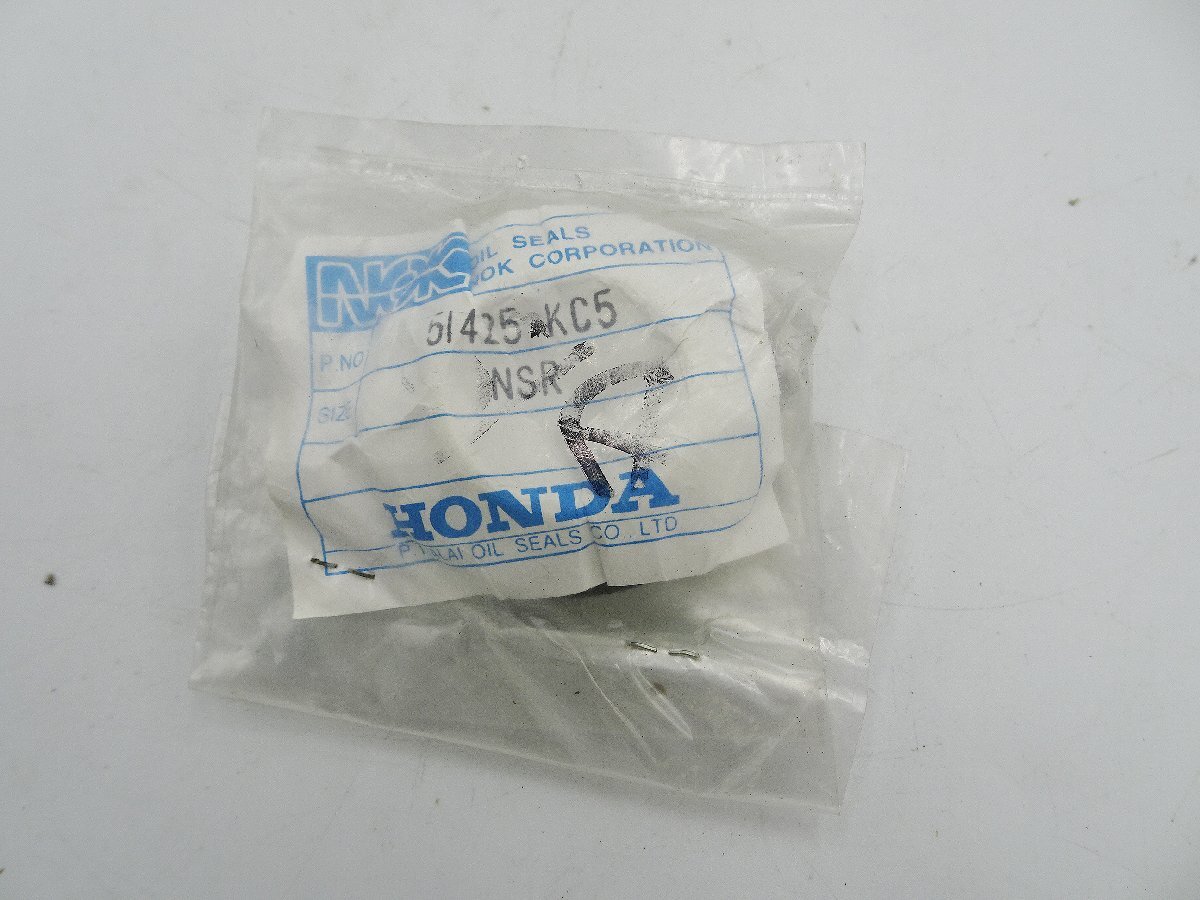 NOK OIL SEALS
NOK CORPORATION
P.NO. 51425-KC5
SIZE NSR
HONDA
OIL SEALS CO.,LTD